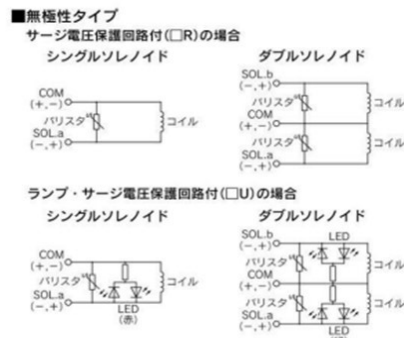 ■無極性タイプ
サージ電圧保護回路付(□R)の場合
シングルソレノイド
ダブルソレノイド
COM
(+,−)
バリスタ
コイル
SOL.a
(−,+)
SOL.b
(−,+)
バリスタ
コイル
COM
(+,−)
バリスタ
コイル
SOL.a
(−,+)
ランプ・サージ電圧保護回路付(□U)の場合
シングルソレノイド
ダブルソレノイド
COM
(+,−)
バリスタ
コイル
SOL.a
(−,+)
LED
(赤)
SOL.b
(−,+)
LED
バリスタ
コイル
COM
(+,−)
バリスタ
コイル
SOL.a
(−,+)
LED